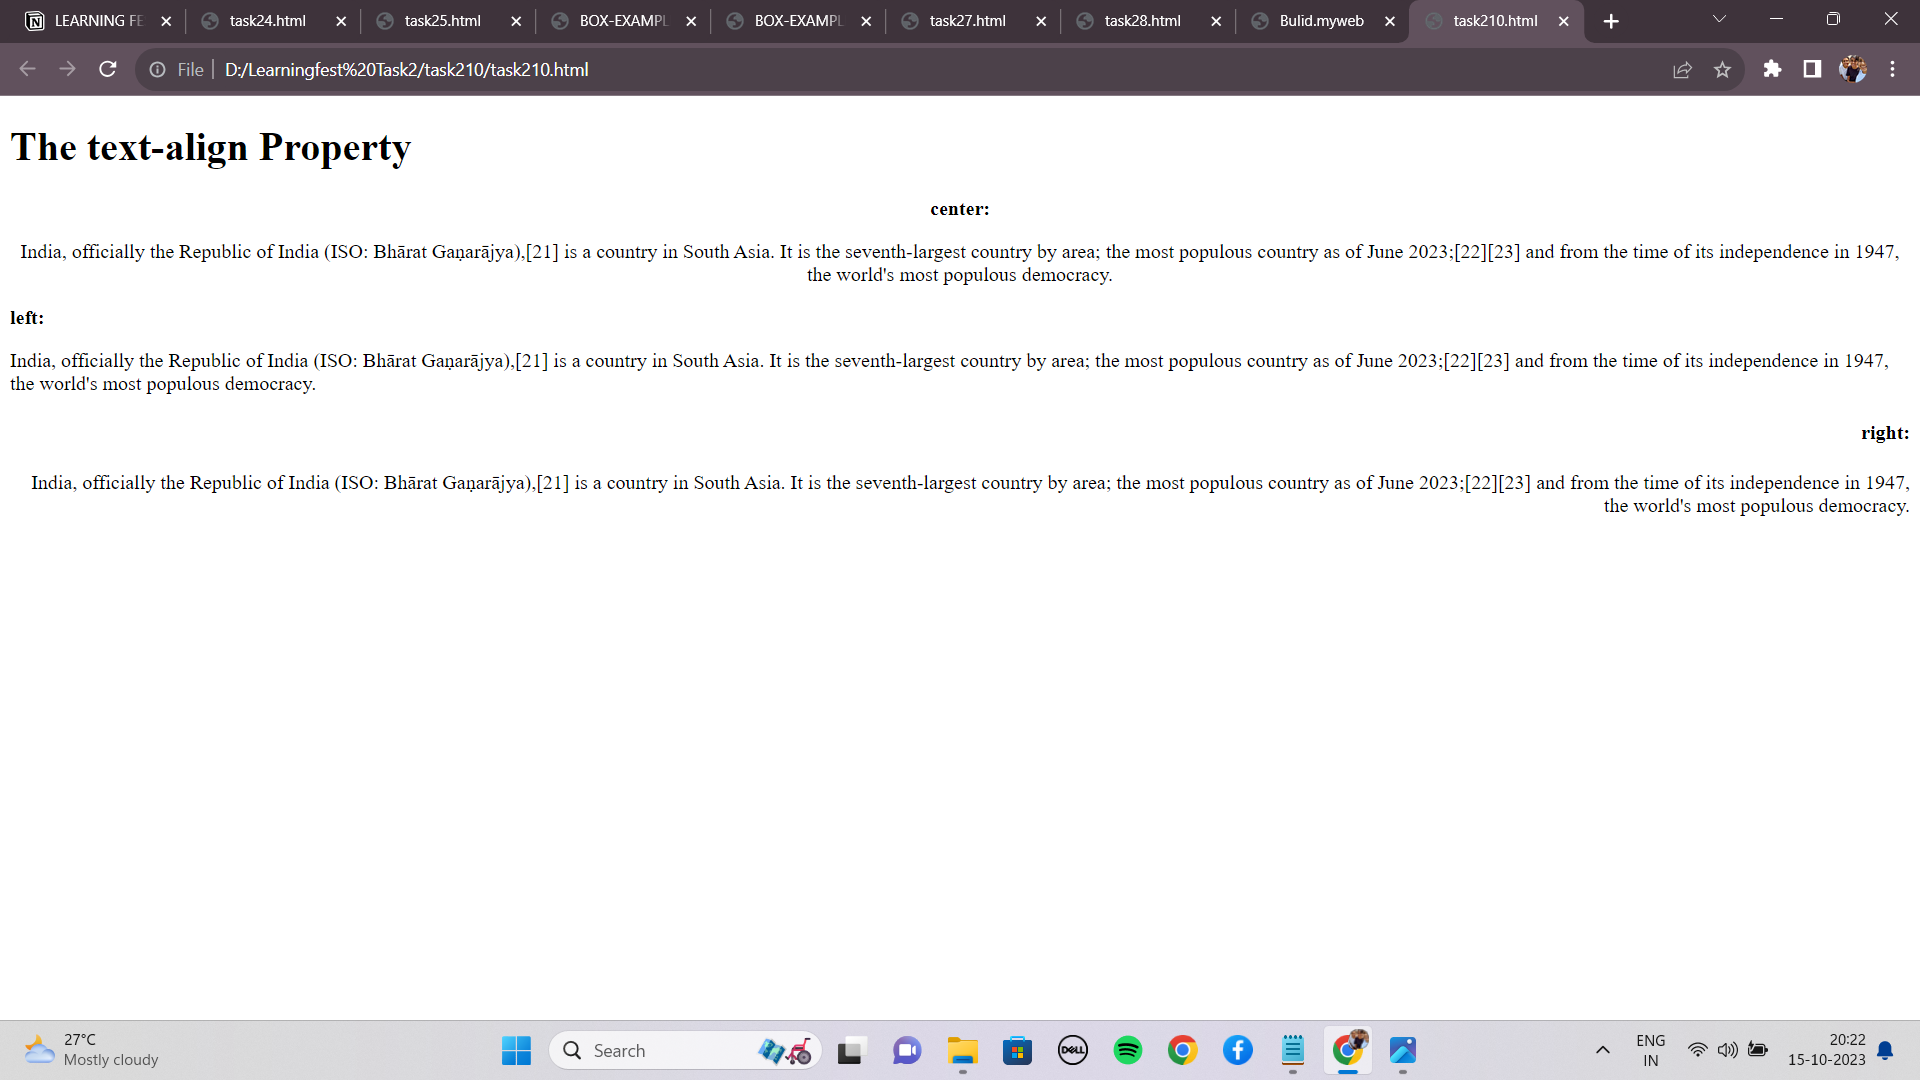 LEARNING FE
task24.html
task25.html
BOX-EXAMPL
BOX-EXAMPL
task27.html
task28.html
Bulid.myweb
task210.html
File
D:/Learningfest%20Task2/task210/task210.html
The text-align Property
center:
India, officially the Republic of India (ISO: Bhārat Gaṇarājya),[21] is a country in South Asia. It is the seventh-largest country by area; the most populous country as of June 2023;[22][23] and from the time of its independence in 1947,
the world's most populous democracy.
left:
India, officially the Republic of India (ISO: Bhārat Gaṇarājya),[21] is a country in South Asia. It is the seventh-largest country by area; the most populous country as of June 2023;[22][23] and from the time of its independence in 1947,
the world's most populous democracy.
right:
India, officially the Republic of India (ISO: Bhārat Gaṇarājya),[21] is a country in South Asia. It is the seventh-largest country by area; the most populous country as of June 2023;[22][23] and from the time of its independence in 1947,
the world's most populous democracy.
27°C
Mostly cloudy
Search
DELL
ENG
IN
20:22
15-10-2023